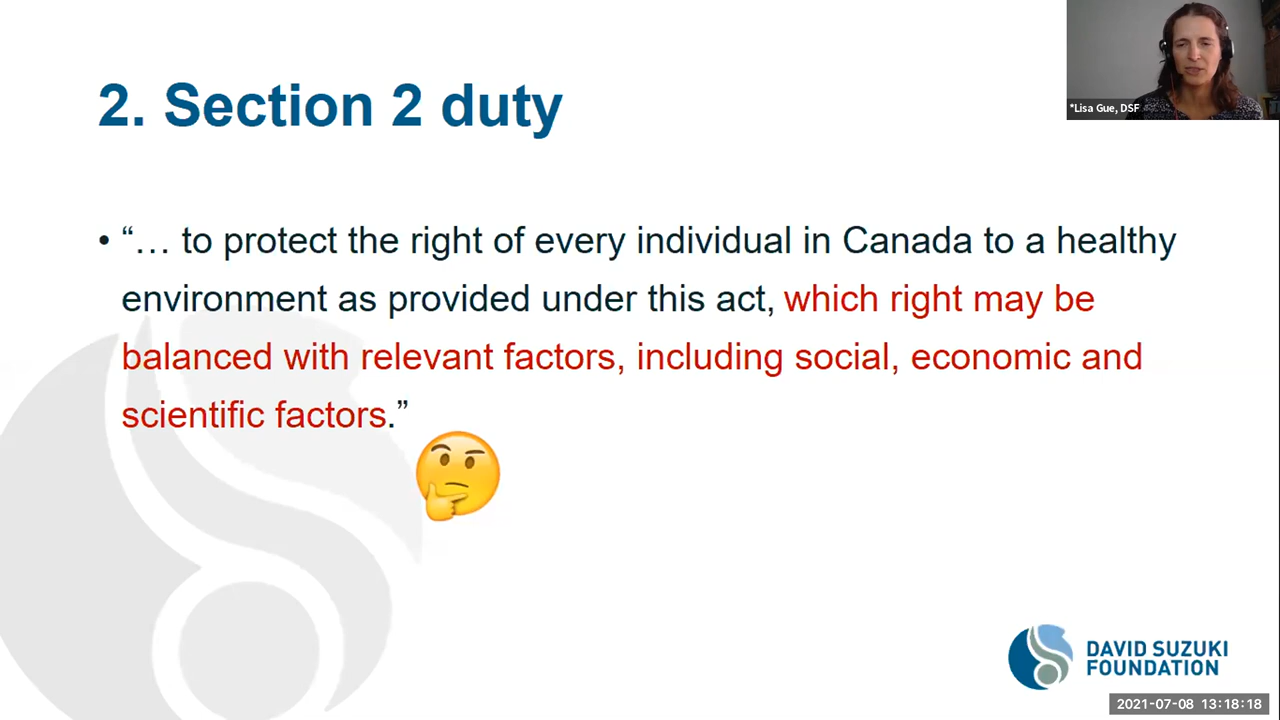 2. Section 2 duty
*Lisa Gue, DSF
• “… to protect the right of every individual in Canada to a healthy
environment as provided under this act, which right may be
balanced with relevant factors, including social, economic and
scientific factors.”
DAVID SUZUKI
FOUNDATION
2021-07-08 13:18:18